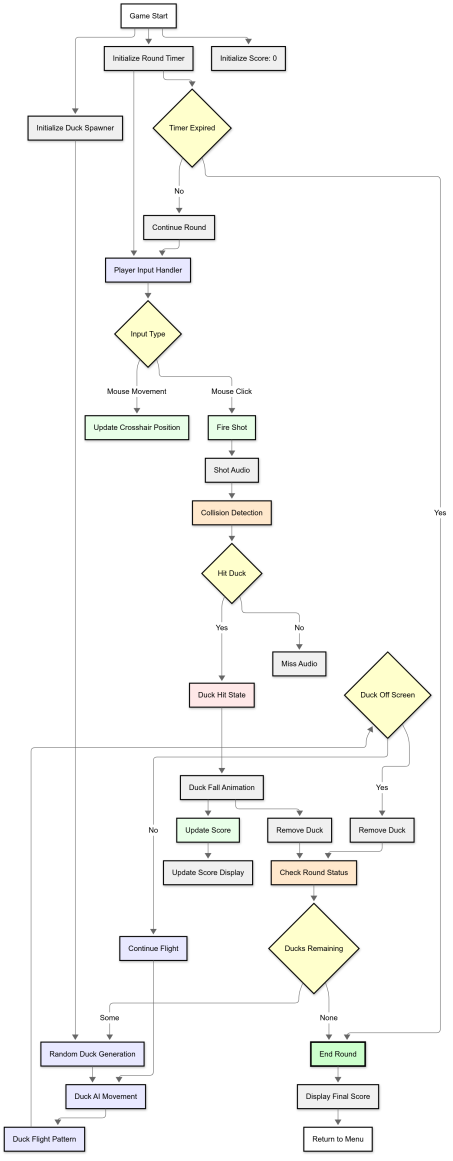 Game Start
Initialize Round Timer
Initialize Score: 0
Initialize Duck Spawner
Timer Expired
No
Continue Round
Player Input Handler
Input Type
Mouse Movement
Mouse Click
Update Crosshair Position
Fire Shot
Shot Audio
Collision Detection
Yes
Hit Duck
Yes
No
Miss Audio
Duck Hit State
Duck Off Screen
Duck Fall Animation
Yes
No
Update Score
Remove Duck
Remove Duck
Update Score Display
Check Round Status
Continue Flight
Ducks Remaining
Some
None
Random Duck Generation
End Round
Duck AI Movement
Display Final Score
Duck Flight Pattern
Return to Menu